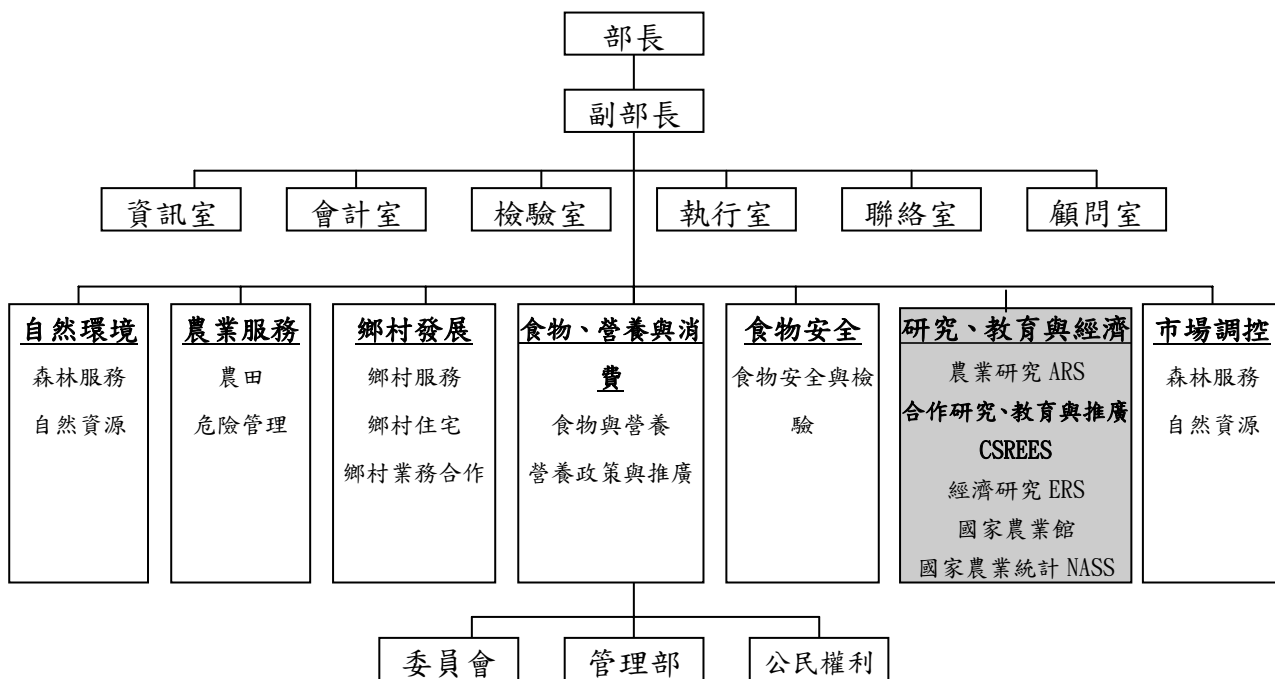 部長
副部長
資訊室
會計室
檢驗室
執行室
聯絡室
顧問室
自然環境
森林服務
自然資源
農業服務
農田
危險管理
鄉村發展
鄉村服務
鄉村住宅
鄉村業務合作
食物、營養與消
費
食物與營養
營養政策與推廣
食物安全
食物安全與檢
驗
研究、教育與經濟
農業研究 ARS
合作研究、教育與推廣
CSREES
經濟研究 ERS
國家農業館
國家農業統計 NASS
市場調控
森林服務
自然資源
委員會
管理部
公民權利